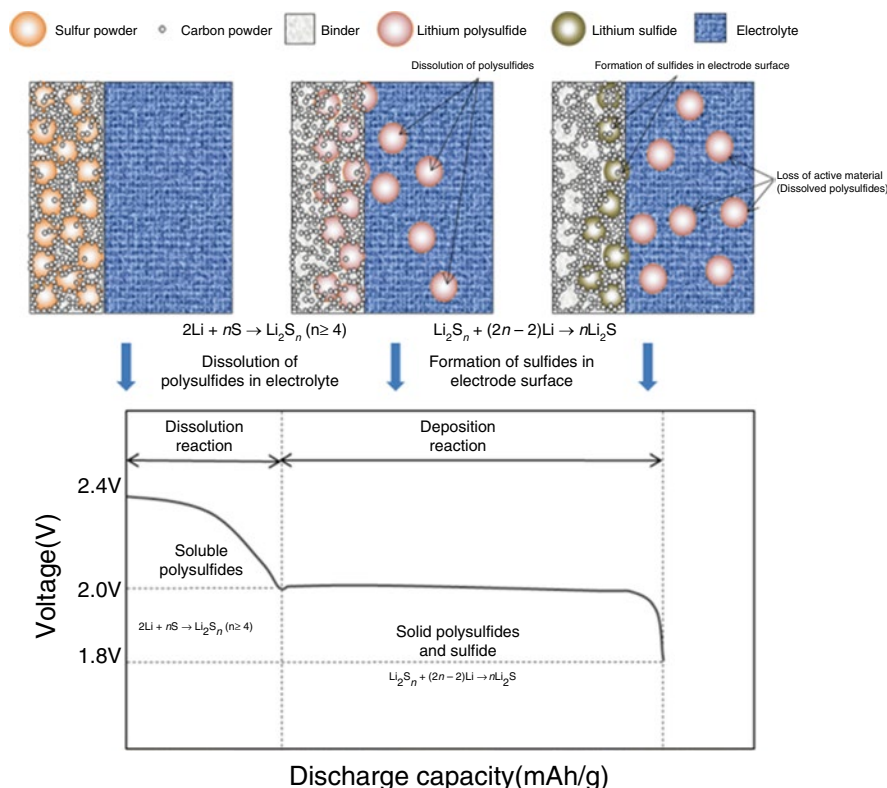 Sulfur powder
Carbon powder
Binder
Lithium polysulfide
Lithium sulfide
Electrolyte
Dissolution of polysulfides
Formation of sulfides in electrode surface
Loss of active material
(Dissolved polysulfides)
2Li + nS → Li₂Sₙ (n≥ 4)
Li₂Sₙ + (2n – 2)Li → nLi₂S
Dissolution of
polysulfides in electrolyte
Formation of sulfides in
electrode surface
Dissolution
reaction
Deposition
reaction
2.4V
Soluble
polysulfides
2.0V
2Li + nS → Li₂Sₙ (n≥ 4)
Solid polysulfides
and sulfide
1.8V
Li₂Sₙ + (2n – 2)Li → nLi₂S
Voltage(V)
Discharge capacity(mAh/g)